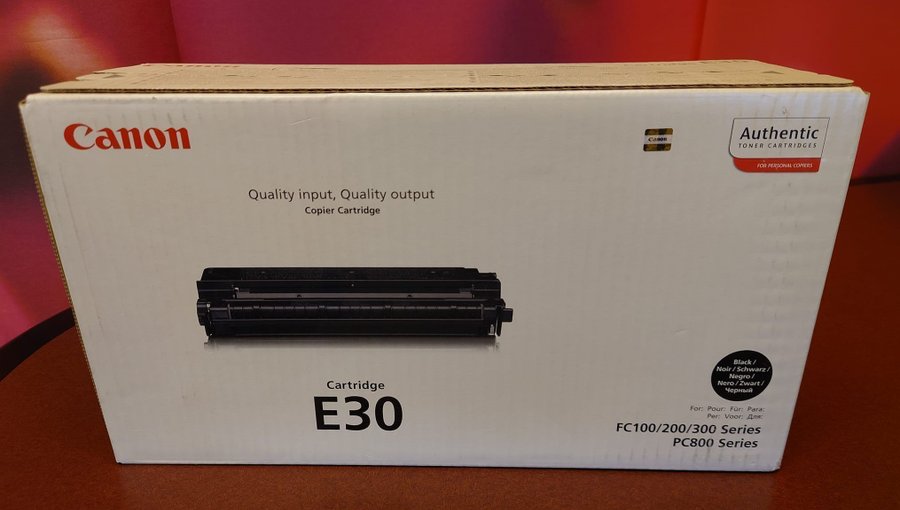 Canon
Canon
Authentic
TONER CARTRIDGES
FOR PERSONAL COPIERS
Quality input, Quality output
Copier Cartridge
Cartridge
E30
Black /
Noir / Schwarz /
Negro /
Nero / Zwart /
Черный
For: Pour: Für: Para:
Per: Voor: Для:
FC100/200/300 Series
PC800 Series